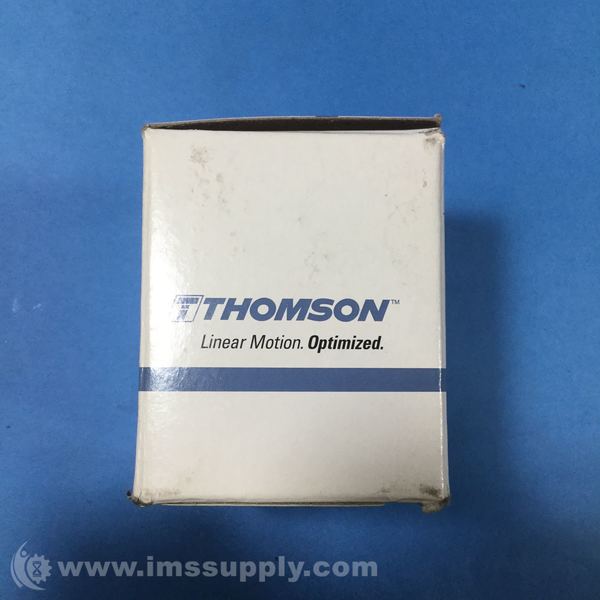 THOMSON™
Linear Motion. Optimized.
www.imssupply.com